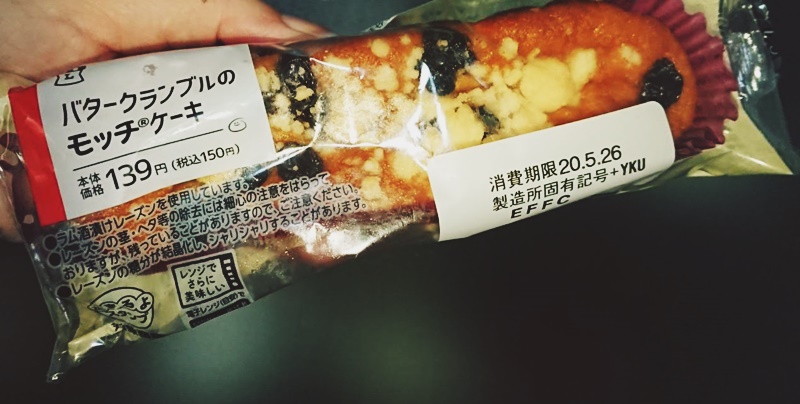 バタークランブルの
モッチ®ケーキ
本体価格 139円 (税込150円)
●ラム酒漬けレーズンを使用しています。
●レーズンの茎・ヘタ等の除去には細心の注意をはらって
おりますが、残っていることがありますので、ご注意ください。
●レーズンの糖分が結晶化し、シャリシャリすることがあります。
レンジで
さらに
美味しい
電子レンジ
消費期限20.5.26
製造所固有記号+YKU
EFFC